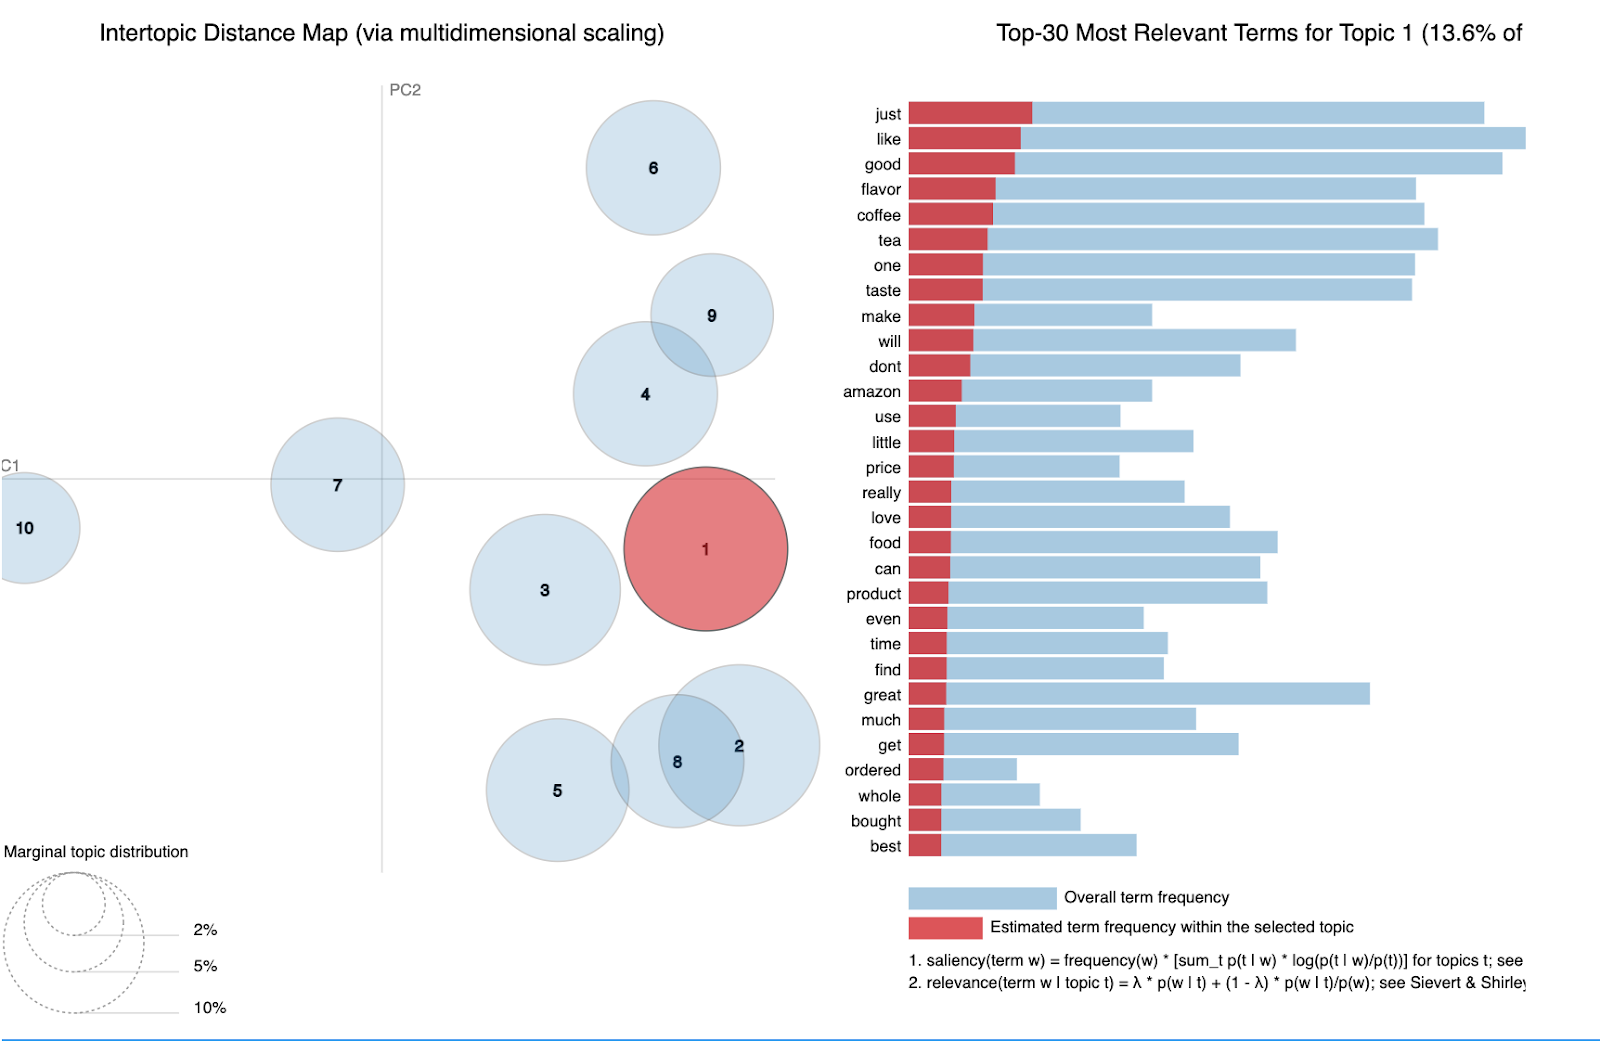 Intertopic Distance Map (via multidimensional scaling)
PC2
6
9
4
C1
7
10
1
3
2
8
5
Marginal topic distribution
2%
5%
10%
Top-30 Most Relevant Terms for Topic 1 (13.6% of
just
like
good
flavor
coffee
tea
one
taste
make
will
dont
amazon
use
little
price
really
love
food
can
product
even
time
find
great
much
get
ordered
whole
bought
best
Overall term frequency
Estimated term frequency within the selected topic
1. saliency(term w) = frequency(w) * [sum_t p(t | w) * log(p(t | w)/p(t))] for topics t; see
2. relevance(term w | topic t) = λ * p(w | t) + (1 - λ) * p(w | t)/p(w); see Sievert & Shirley